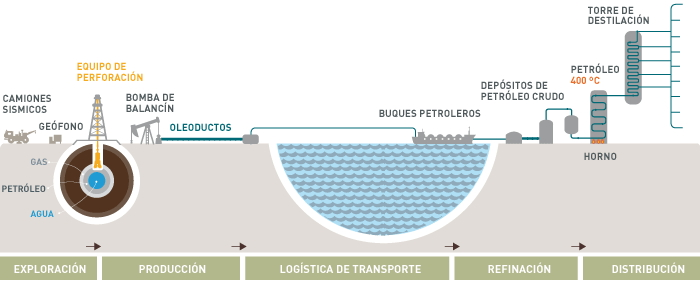 TORRE DE
DESTILACIÓN
EQUIPO DE
PERFORACIÓN
PETRÓLEO
400 ºC
CAMIONES
SISMICOS
BOMBA DE
BALANCÍN
DEPÓSITOS DE
PETRÓLEO CRUDO
GEÓFONO
OLEODUCTOS
BUQUES PETROLEROS
HORNO
GAS
PETRÓLEO
AGUA
EXPLORACIÓN
PRODUCCIÓN
LOGÍSTICA DE TRANSPORTE
REFINACIÓN
DISTRIBUCIÓN